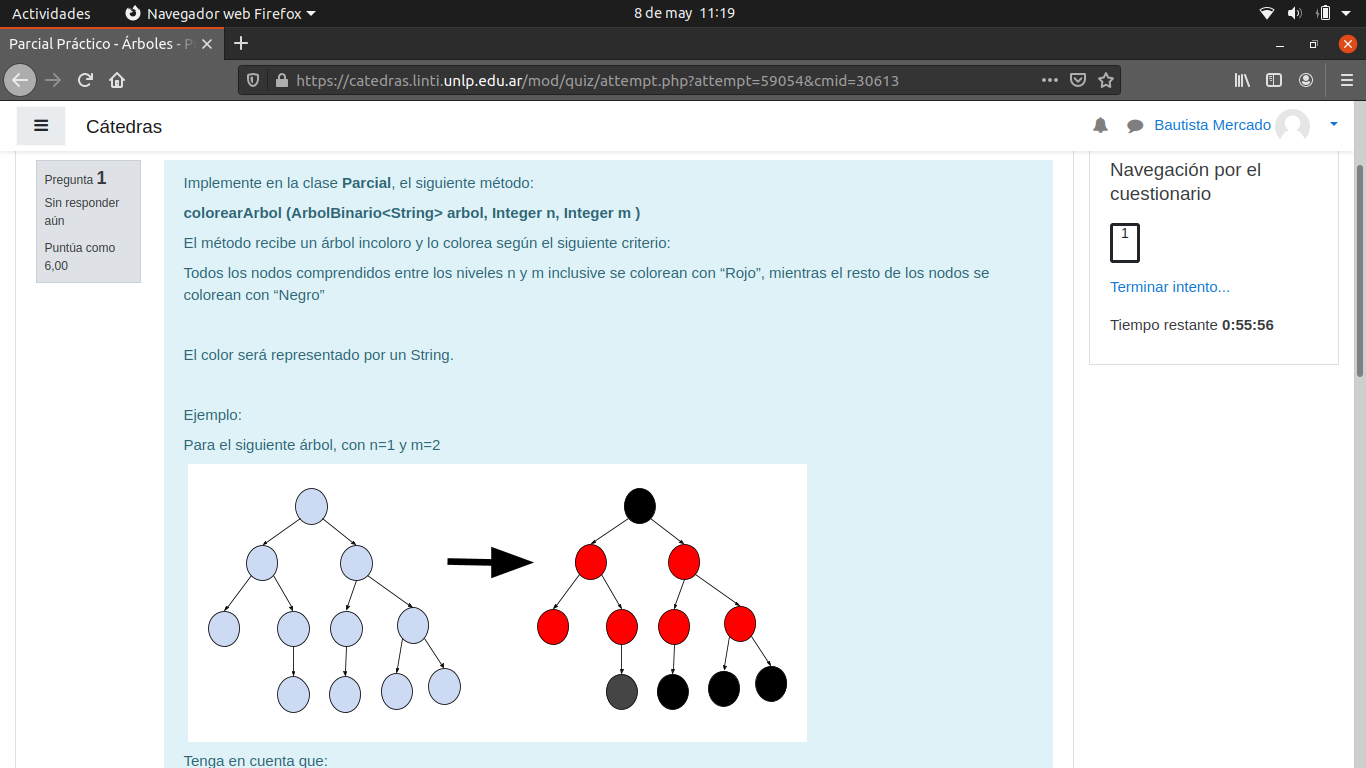 Actividades
Navegador web Firefox
8 de may 11:19
Parcial Práctico - Árboles - P
https://catedras.linti.unlp.edu.ar/mod/quiz/attempt.php?attempt=59054&cmid=30613
Cátedras
Bautista Mercado
Pregunta 1
Sin responder
aún
Puntúa como
6,00
Implemente en la clase Parcial, el siguiente método:
colorearArbol (ArbolBinario<String> arbol, Integer n, Integer m )
El método recibe un árbol incoloro y lo colorea según el siguiente criterio:
Todos los nodos comprendidos entre los niveles n y m inclusive se colorean con “Rojo”, mientras el resto de los nodos se
colorean con “Negro”
El color será representado por un String.
Ejemplo:
Para el siguiente árbol, con n=1 y m=2
Tenga en cuenta que:
Navegación por el
cuestionario
1
Terminar intento...
Tiempo restante 0:55:56